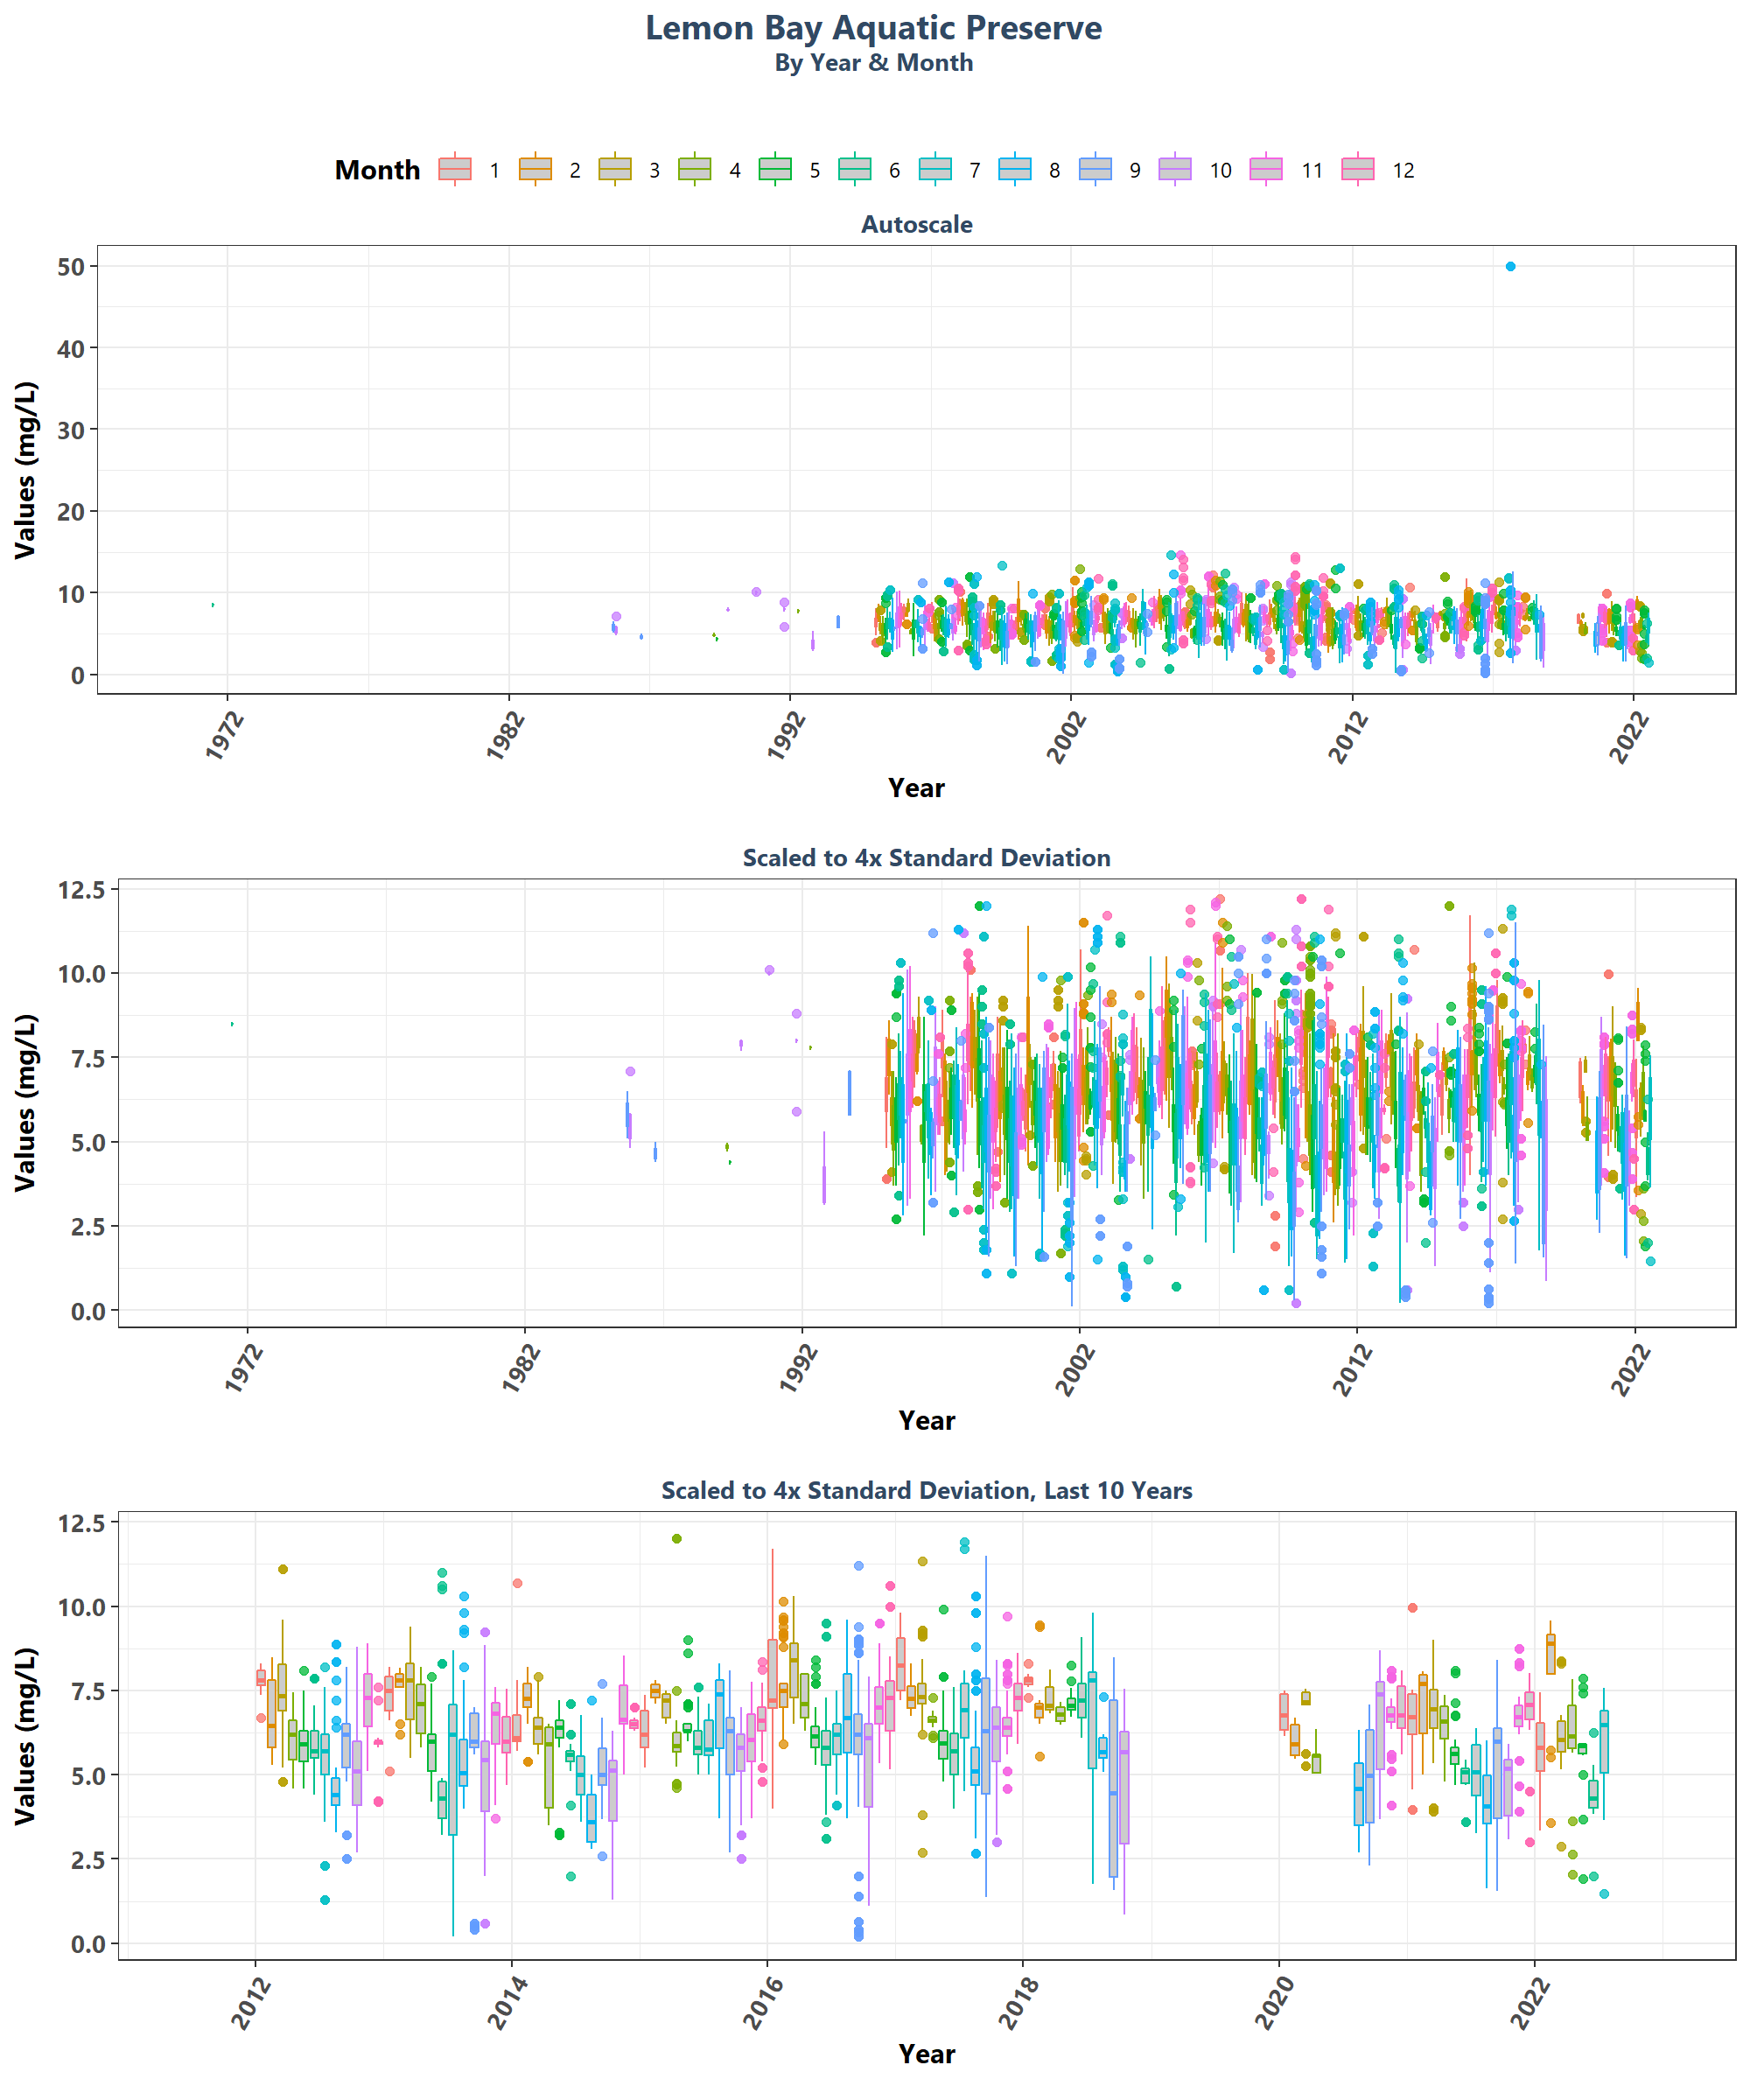 Lemon Bay Aquatic Preserve
By Year & Month
Month 1 2 3 4 5 6 7 8 9 10 11 12
Autoscale
50
40
30
20
10
0
Values (mg/L)
1972 1982 1992 2002 2012 2022
Year
Scaled to 4x Standard Deviation
12.5
10.0
7.5
5.0
2.5
0.0
Values (mg/L)
1972 1982 1992 2002 2012 2022
Year
Scaled to 4x Standard Deviation, Last 10 Years
12.5
10.0
7.5
5.0
2.5
0.0
Values (mg/L)
2012 2014 2016 2018 2020 2022
Year